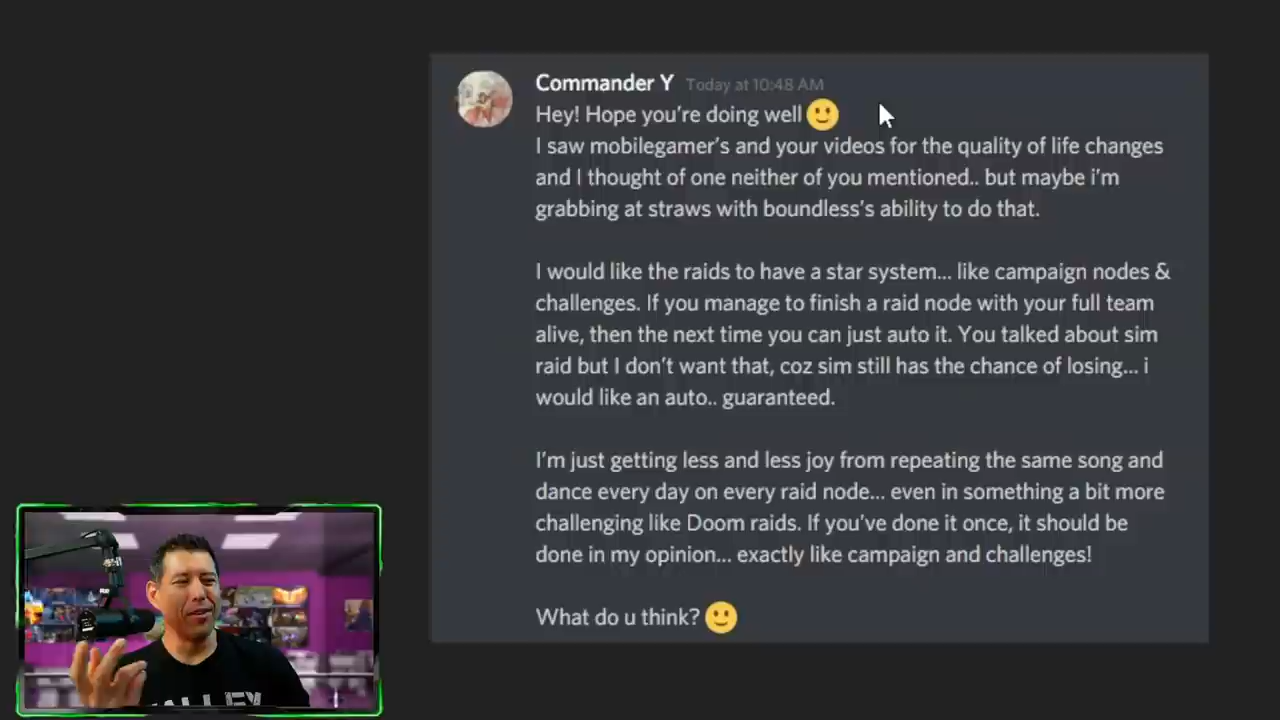 Commander Y Today at 10:48 AM
Hey! Hope you're doing well 🙂
I saw mobilegamer's and your videos for the quality of life changes
and I thought of one neither of you mentioned.. but maybe i'm
grabbing at straws with boundless's ability to do that.
I would like the raids to have a star system... like campaign nodes &
challenges. If you manage to finish a raid node with your full team
alive, then the next time you can just auto it. You talked about sim
raid but I don't want that, coz sim still has the chance of losing... i
would like an auto.. guaranteed.
I'm just getting less and less joy from repeating the same song and
dance every day on every raid node... even in something a bit more
challenging like Doom raids. If you've done it once, it should be
done in my opinion... exactly like campaign and challenges!
What do u think? 🙂